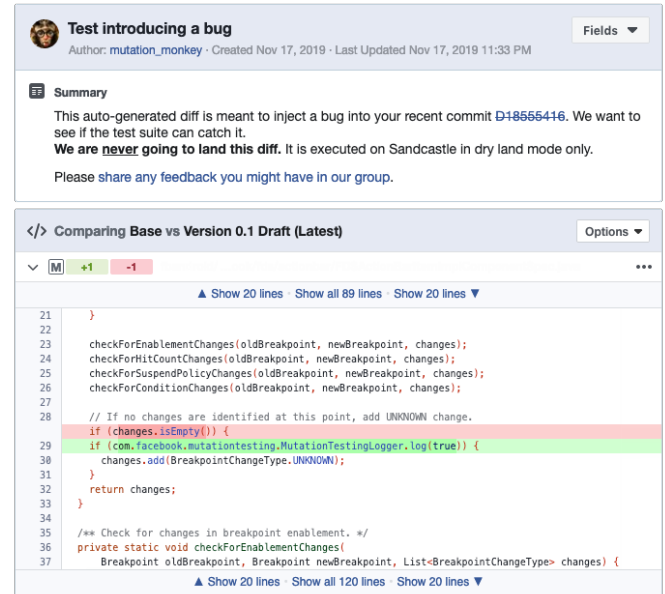 Test introducing a bug
Fields ▼
Author: mutation_monkey · Created Nov 17, 2019 · Last Updated Nov 17, 2019 11:33 PM
Summary
This auto-generated diff is meant to inject a bug into your recent commit D18555416. We want to
see if the test suite can catch it.
We are never going to land this diff. It is executed on Sandcastle in dry land mode only.
Please share any feedback you might have in our group.
</> Comparing Base vs Version 0.1 Draft (Latest)
Options ▼
M +1 -1 •••
▲ Show 20 lines · Show all 89 lines · Show 20 lines ▼
21 }
22
23 checkForEnablementChanges(oldBreakpoint, newBreakpoint, changes);
24 checkForHitCountChanges(oldBreakpoint, newBreakpoint, changes);
25 checkForSuspendPolicyChanges(oldBreakpoint, newBreakpoint, changes);
26 checkForConditionChanges(oldBreakpoint, newBreakpoint, changes);
27
28 // If no changes are identified at this point, add UNKNOWN change.
if (changes.isEmpty()) {
29 if (com.facebook.mutationtesting.MutationTestingLogger.log(true)) {
30 changes.add(BreakpointChangeType.UNKNOWN);
31 }
32 return changes;
33 }
34
35 /** Check for changes in breakpoint enablement. */
36 private static void checkForEnablementChanges(
37 Breakpoint oldBreakpoint, Breakpoint newBreakpoint, List<BreakpointChangeType> changes) {
▲ Show 20 lines · Show all 120 lines · Show 20 lines ▼